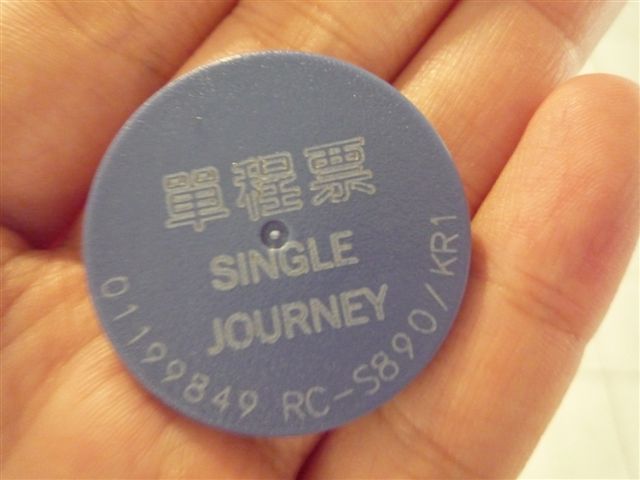 單程票
SINGLE
JOURNEY
01199849 RC-S890/KR1